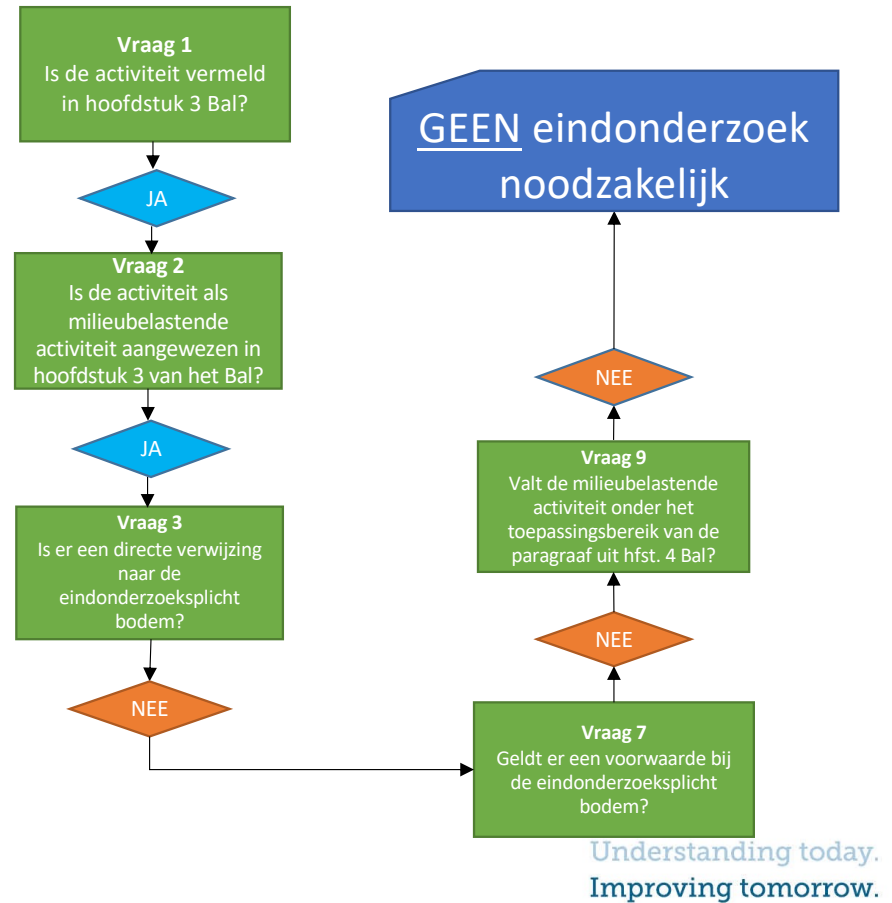 Vraag 1
Is de activiteit vermeld
in hoofdstuk 3 Bal?
JA
Vraag 2
Is de activiteit als
milieubelastende
activiteit aangewezen in
hoofdstuk 3 van het Bal?
JA
Vraag 3
Is er een directe verwijzing
naar de
eindonderzoeksplicht
bodem?
NEE
Vraag 7
Geldt er een voorwaarde bij
de eindonderzoeksplicht
bodem?
NEE
Vraag 9
Valt de milieubelastende
activiteit onder het
toepassingsbereik van de
paragraaf uit hfst. 4 Bal?
NEE
GEEN eindonderzoek
noodzakelijk
Understanding today.
Improving tomorrow.